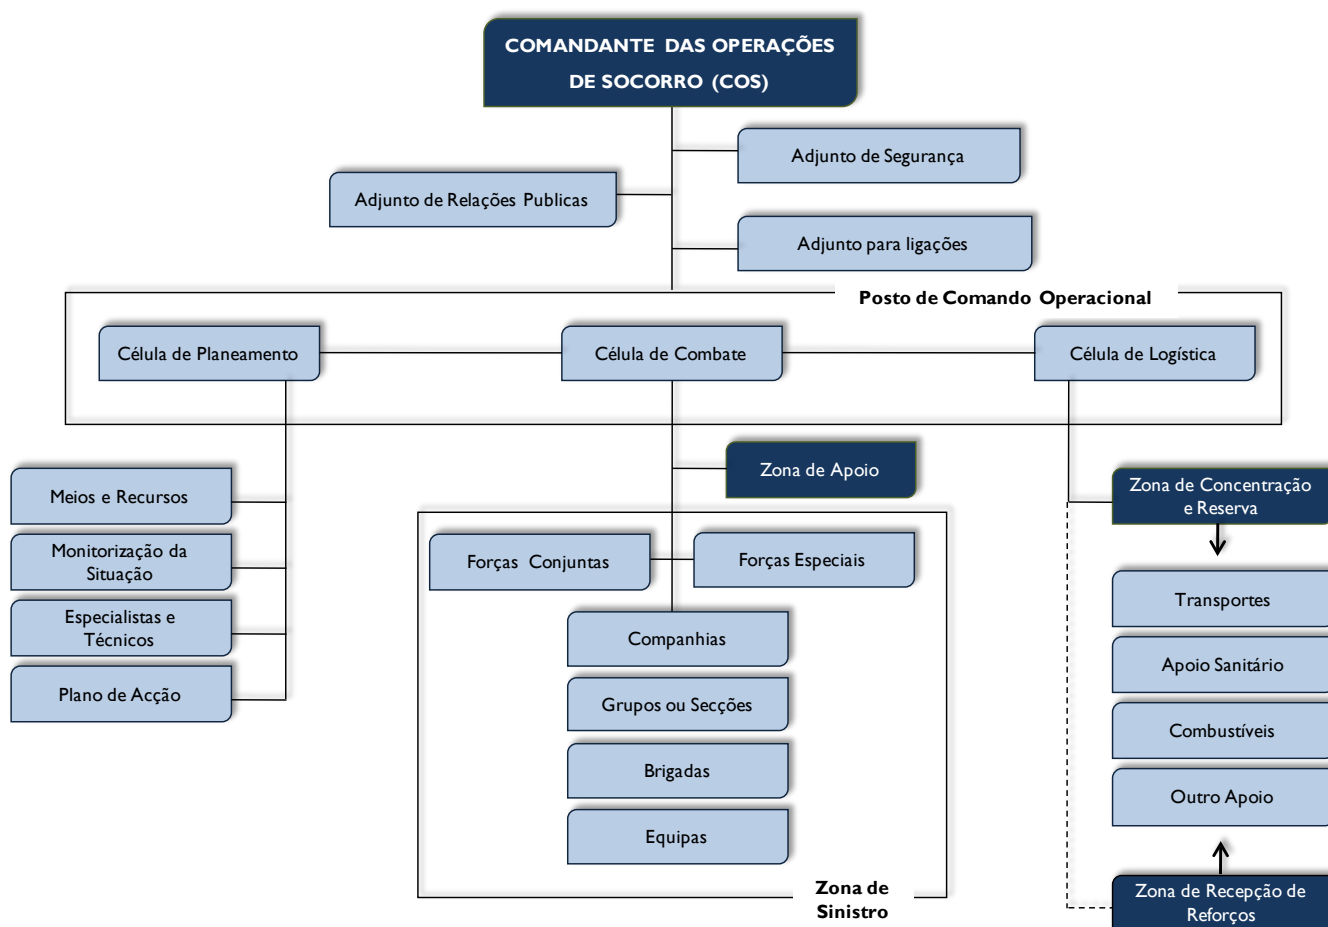 COMANDANTE DAS OPERAÇÕES
DE SOCORRO (COS)
Adjunto de Segurança
Adjunto de Relações Publicas
Adjunto para ligações
Posto de Comando Operacional
Célula de Planeamento
Célula de Combate
Célula de Logística
Zona de Apoio
Meios e Recursos
Monitorização da
Situação
Especialistas e
Técnicos
Plano de Acção
Forças Conjuntas
Forças Especiais
Companhias
Grupos ou Secções
Brigadas
Equipas
Zona de
Sinistro
Zona de Concentração
e Reserva
Transportes
Apoio Sanitário
Combustíveis
Outro Apoio
Zona de Recepção de
Reforços